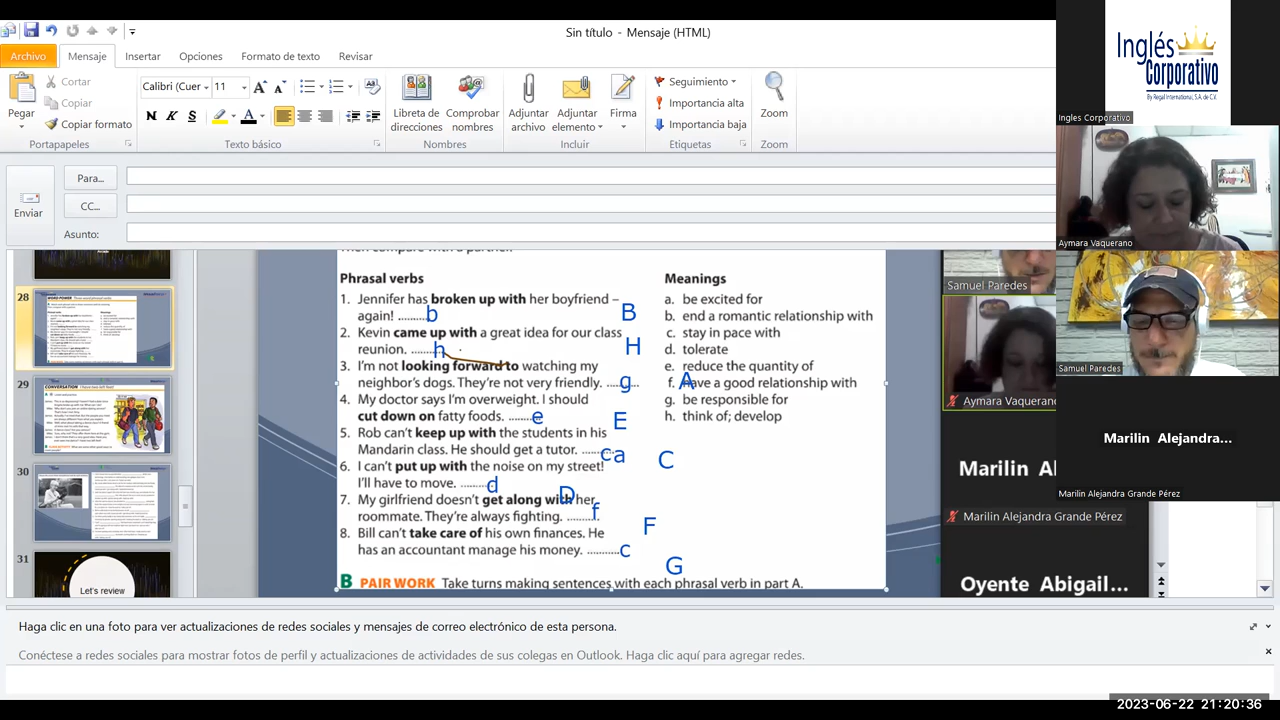 Sin título - Mensaje (HTML)
Archivo Mensaje Insertar Opciones Formato de texto Revisar
Pegar
Cortar
Copiar
Copiar formato
Portapapeles
Calibri (Cuer 11
N K S
Texto básico
Libreta de direcciones
Comprobar nombres
Nombres
Adjuntar archivo
Adjuntar elemento
Firma
Incluir
Seguimiento
Importancia alta
Importancia baja
Etiquetas
Zoom
Zoom
Enviar
Para...
CC...
Asunto:
28
29
30
31
Let's review
Phrasal verbs
1. Jennifer has broken up with her boyfriend –
again! ........ b B
2. Kevin came up with a great idea for our class
reunion. ........ h H
3. I'm not looking forward to watching my
neighbor's dogs. They're not very friendly. ........ g A
4. My doctor says I'm overweight. I should
cut down on fatty foods. ........ e E
5. Rob can't keep up with the students in his
Mandarin class. He should get a tutor. ........ ca C
6. I can't put up with the noise on my street!
I'll have to move. ........ d D
7. My girlfriend doesn't get along with her
roommate. They're always fighting. ........ f F
8. Bill can't take care of his own finances. He
has an accountant manage his money. ........ c G
Meanings
a. be excited for
b. end a romantic relationship with
c. stay in pace with
d. tolerate
e. reduce the quantity of
f. have a good relationship with
g. be responsible for
h. think of; develop
B PAIR WORK Take turns making sentences with each phrasal verb in part A.
Samuel Paredes
Aymara Vaquerano
Marilin Al
Marilin Alejandra Grande Pérez
Oyente Abigail
Inglés Corporativo
By Regal International, S.A. de C.V.
Ingles Corporativo
Aymara Vaquerano
Samuel Paredes
Marilin Alejandra...
Marilin Alejandra Grande Pérez
Haga clic en una foto para ver actualizaciones de redes sociales y mensajes de correo electrónico de esta persona.
Conéctese a redes sociales para mostrar fotos de perfil y actualizaciones de actividades de sus colegas en Outlook. Haga clic aquí para agregar redes.
2023-06-22 21:20:36